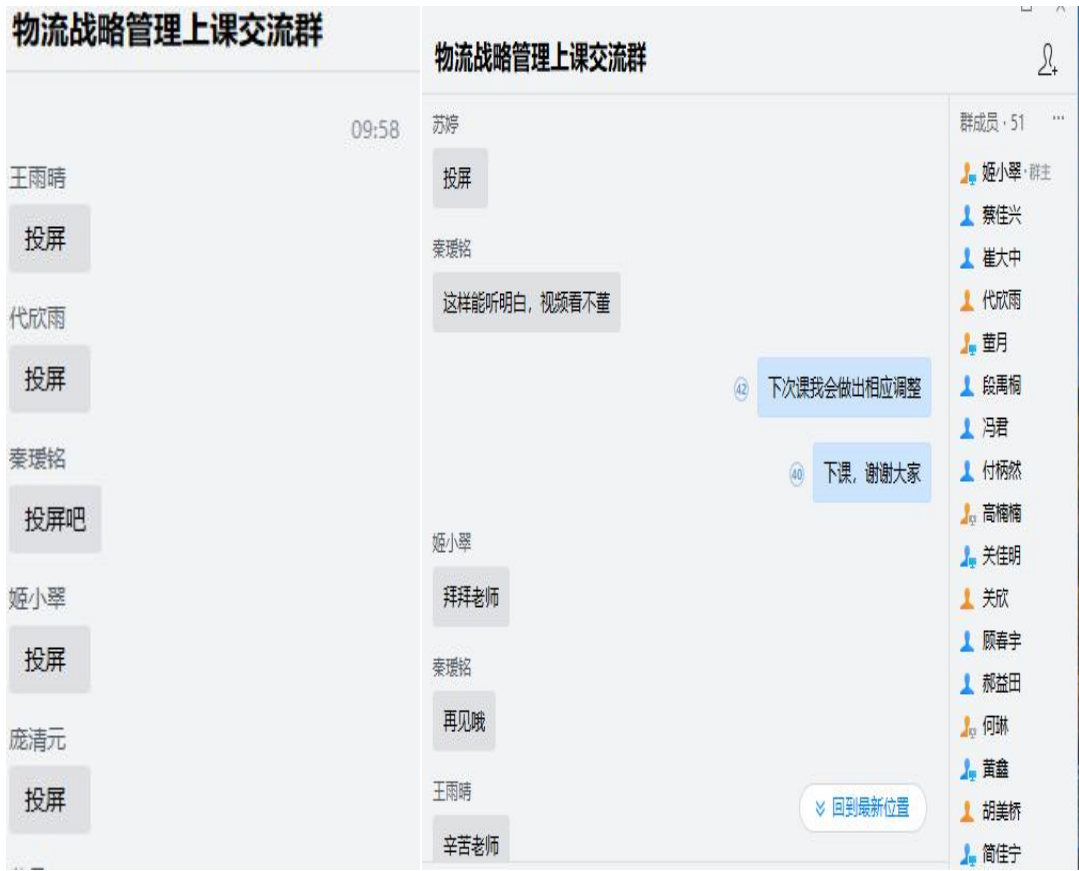 物流战略管理上课交流群
09:58
王雨晴
投屏
代欣雨
投屏
秦瑷铭
投屏吧
姬小翠
投屏
庞清元
投屏
物流战略管理上课交流群
苏婷
投屏
秦瑷铭
这样能听明白，视频看不董
42 下次课我会做出相应调整
40 下课，谢谢大家
姬小翠
拜拜老师
秦瑷铭
再见哦
王雨晴
辛苦老师
回到最新位置
群成员·51 ···
姬小翠·群主
蔡佳兴
崔大中
代欣雨
董月
段禹桐
冯君
付柄然
高楠楠
关佳明
关欣
顾春宇
郝益田
何琳
黄鑫
胡美桥
简佳宁